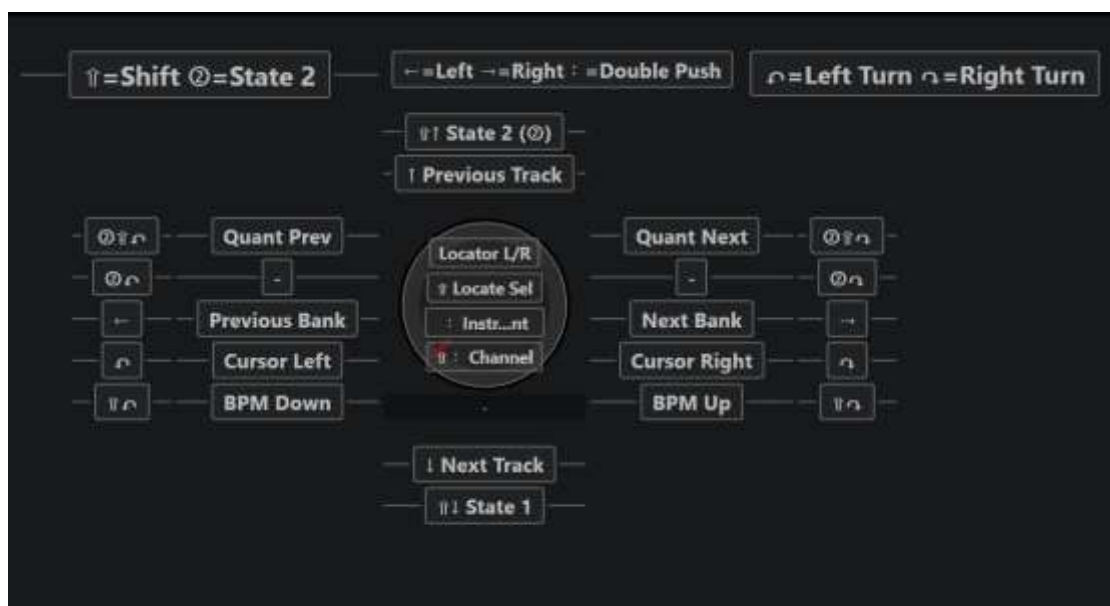 ⇧=Shift ②=State 2
←=Left →=Right : =Double Push
↶=Left Turn ↷=Right Turn
⇧↑ State 2 (②)
↑ Previous Track
②⇧↶ Quant Prev
Locator L/R
Quant Next ②⇧↷
②↶ -
⇧ Locate Sel
- ②↷
← Previous Bank
: Instr...nt
Next Bank →
↶ Cursor Left
⇧ : Channel
Cursor Right ↷
⇧↶ BPM Down
-
BPM Up ⇧↷
↓ Next Track
⇧↓ State 1